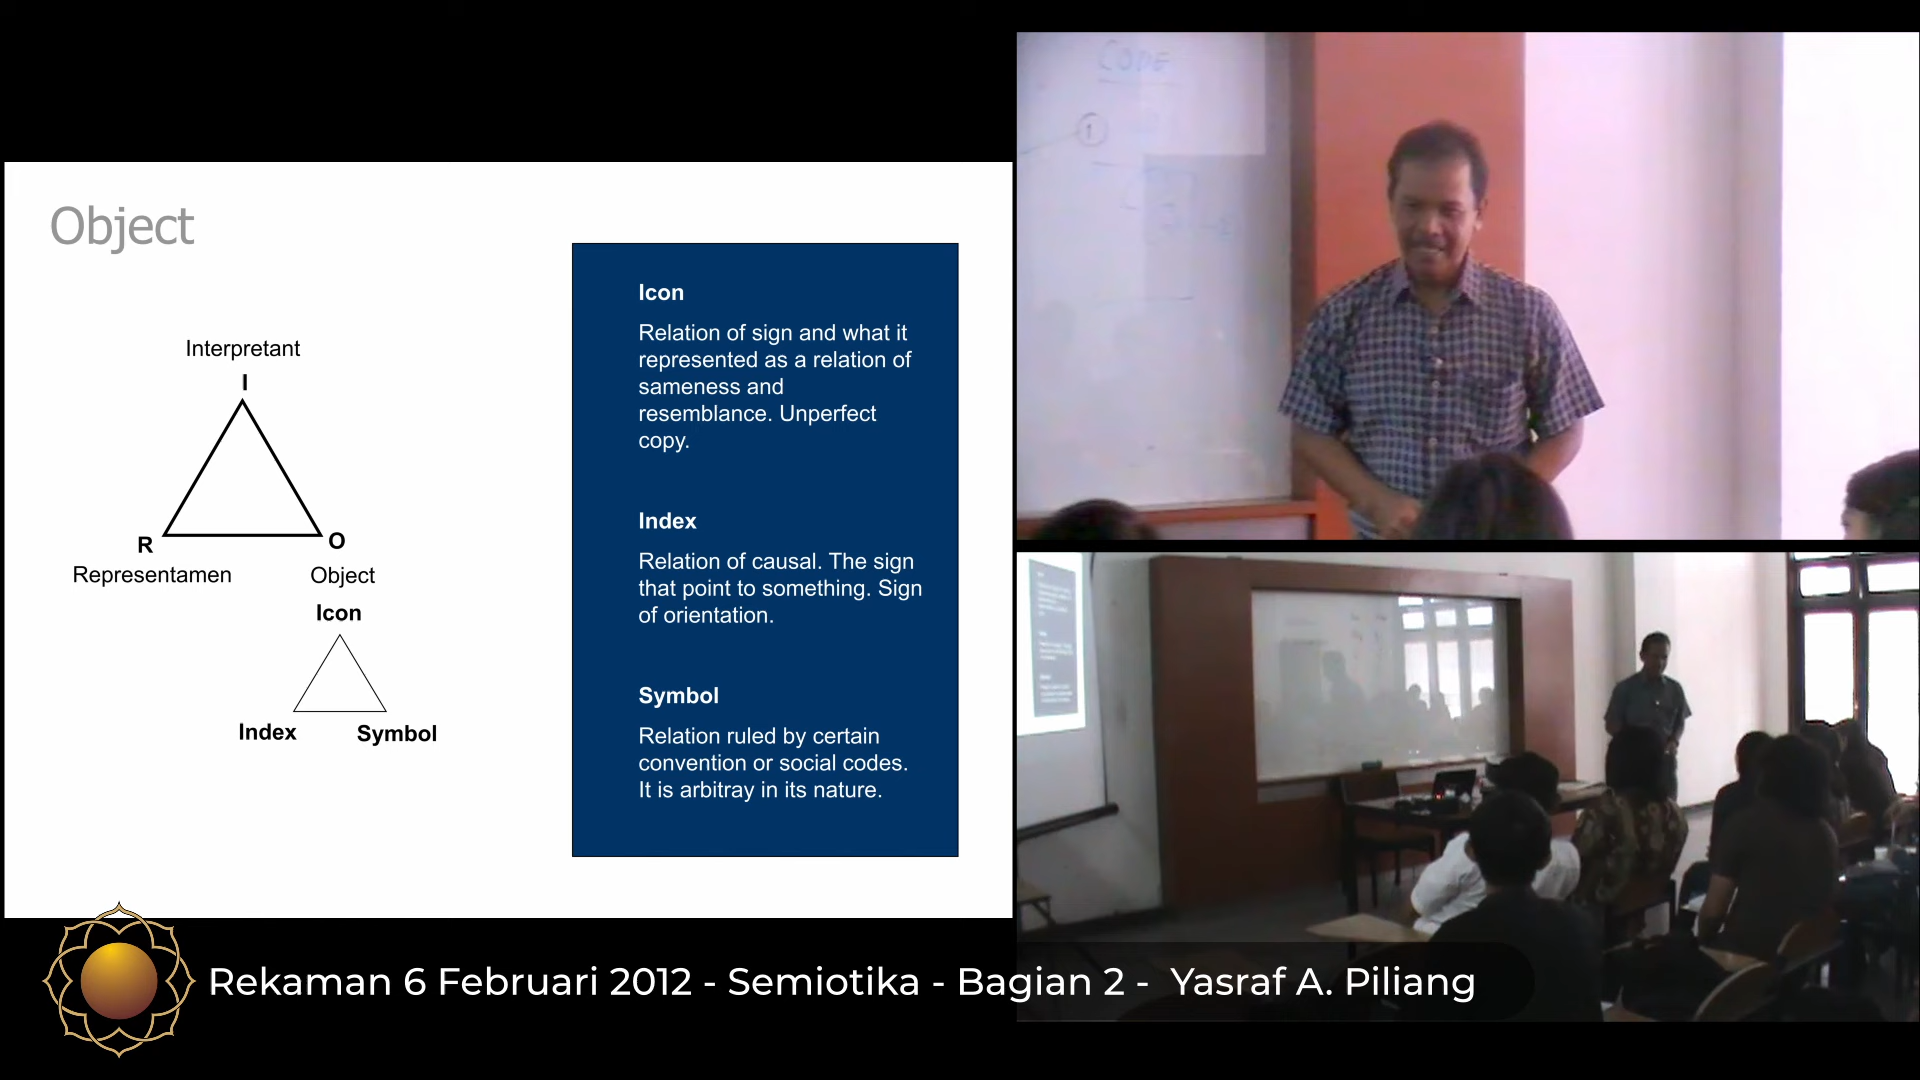 Object
Interpretant
I
R
O
Representamen
Object
Icon
Index
Symbol
Icon
Relation of sign and what it
represented as a relation of
sameness and
resemblance. Unperfect
copy.
Index
Relation of causal. The sign
that point to something. Sign
of orientation.
Symbol
Relation ruled by certain
convention or social codes.
It is arbitray in its nature.
CODE
1
Rekaman 6 Februari 2012 - Semiotika - Bagian 2 - Yasraf A. Piliang